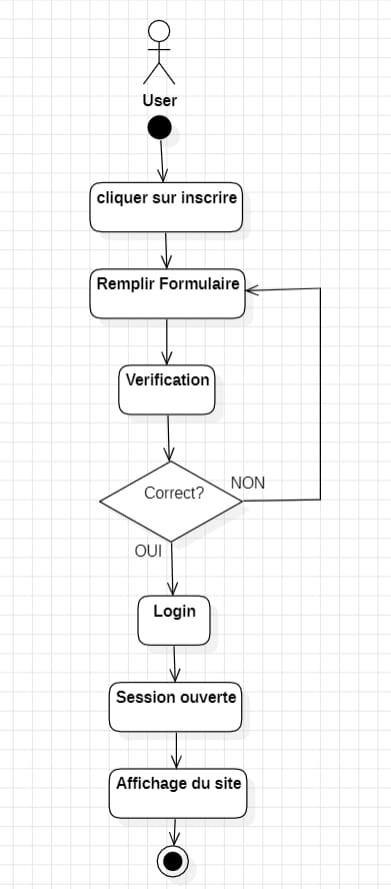 User
cliquer sur inscrire
Remplir Formulaire
Verification
Correct?
NON
OUI
Login
Session ouverte
Affichage du site